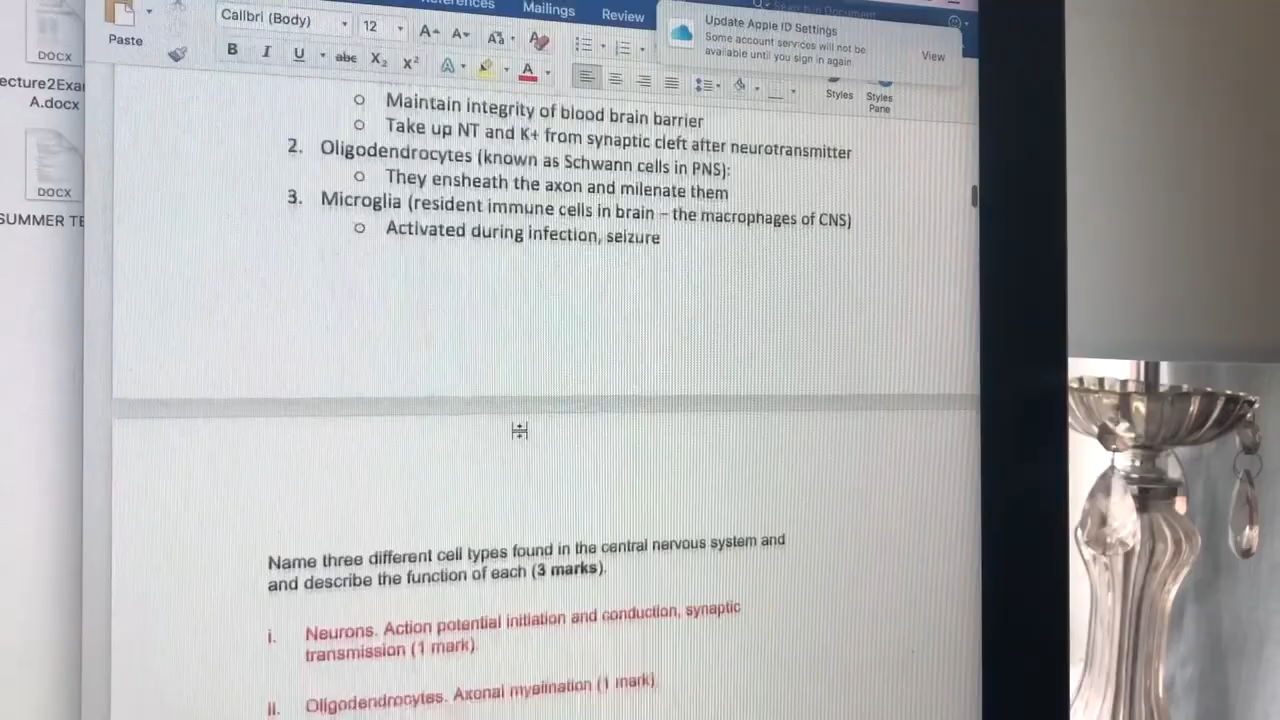 References
Mailings
Review
Search in Document
Update Apple ID Settings
Some account services will not be
available until you sign in again.
View
Calibri (Body)
12
Paste
Styles
Styles
Pane
DOCX
ecture2Exa
A.docx
DOCX
SUMMER TE
Maintain integrity of blood brain barrier
Take up NT and K+ from synaptic cleft after neurotransmitter
2. Oligodendrocytes (known as Schwann cells in PNS):
They ensheath the axon and milenate them
3. Microglia (resident immune cells in brain – the macrophages of CNS)
Activated during infection, seizure
Name three different cell types found in the central nervous system and
and describe the function of each (3 marks).
i. Neurons. Action potential initiation and conduction, synaptic
transmission (1 mark).
ii. Oligodendrocytes. Axonal myelination (1 mark)